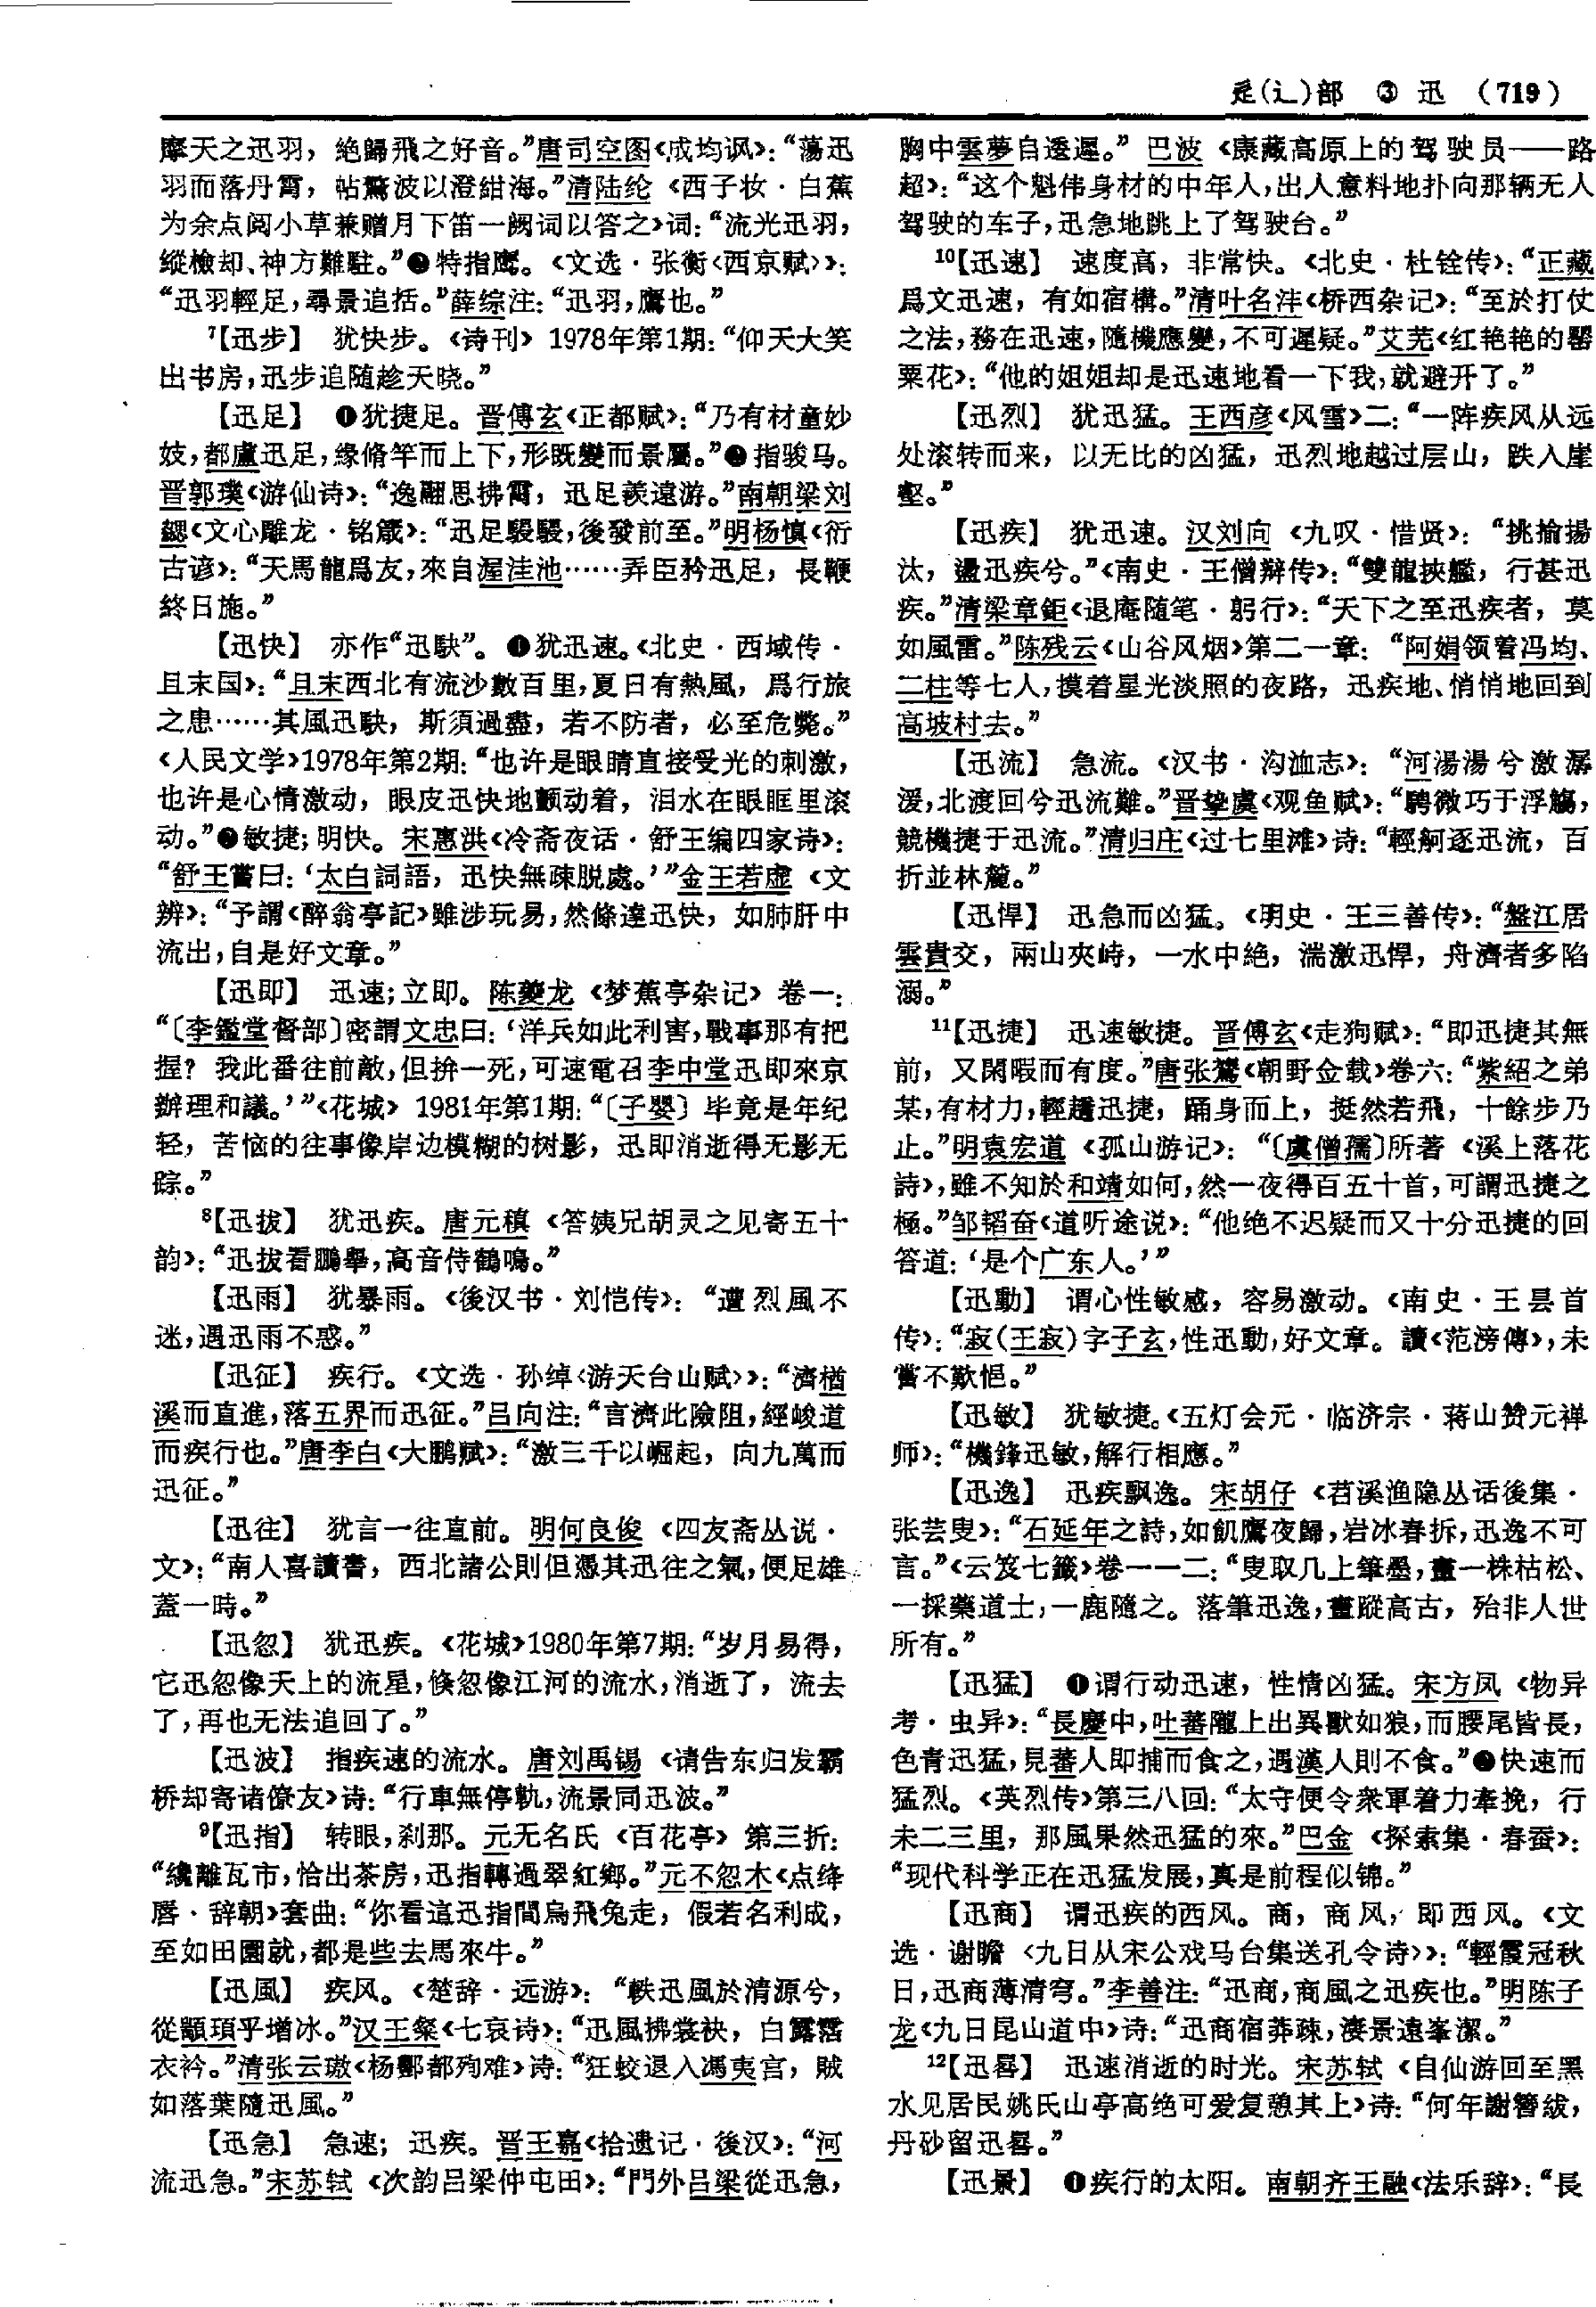 辵(辶)部 ③ 迅 (719)
摩天之迅羽，絶歸飛之好音。”唐司空图《成均讽》：“蕩迅
羽而落丹霄，帖驚波以澄紺海。”清陆纶《西子妆·白蕉
为余点阅小草兼赠月下笛一阙词以答之》词：“流光迅羽，
縱檢却、神方難駐。”❷特指鹰。《文选·张衡〈西京赋〉》：
“迅羽輕足，尋景追括。”薛综注：“迅羽，鷹也。”
7【迅步】 犹快步。《诗刊》1978年第1期：“仰天大笑
出书房，迅步追随趁天晓。”
【迅足】 ❶犹捷足。晋傅玄《正都赋》：“乃有材童妙
妓，都盧迅足，緣脩竿而上下，形既變而景屬。”❷指骏马。
晋郭璞《游仙诗》：“逸翮思拂霄，迅足羨遠游。”南朝梁刘
勰《文心雕龙·铭箴》：“迅足駸駸，後發前至。”明杨慎《衍
古谚》：“天馬龍爲友，來自渥洼池……弄臣矜迅足，長鞭
終日施。”
【迅快】 亦作“迅駃”。❶犹迅速。《北史·西域传·
且末国》：“且末西北有流沙數百里，夏日有熱風，爲行旅
之患……其風迅駃，斯須過盡，若不防者，必至危斃。”
《人民文学》1978年第2期：“也许是眼睛直接受光的刺激，
也许是心情激动，眼皮迅快地颤动着，泪水在眼眶里滚
动。”❷敏捷；明快。宋惠洪《冷斋夜话·舒王编四家诗》：
“舒王嘗曰：‘太白詞語，迅快無疎脱處。’”金王若虚《文
辨》：“予謂《醉翁亭記》雖涉玩易，然條達迅快，如肺肝中
流出，自是好文章。”
【迅即】 迅速；立即。陈夔龙《梦蕉亭杂记》卷一：
“〔李鑑堂督部〕密謂文忠曰：‘洋兵如此利害，戰事那有把
握？我此番往前敵，但拚一死，可速電召李中堂迅即來京
辦理和議。’”《花城》1981年第1期：“〔子婴〕毕竟是年纪
轻，苦恼的往事像岸边模糊的树影，迅即消逝得无影无
踪。”
8【迅拔】 犹迅疾。唐元稹《答姨兄胡灵之见寄五十
韵》：“迅拔看鵬舉，高音侍鶴鳴。”
【迅雨】 犹暴雨。《後汉书·刘恺传》：“遭烈風不
迷，遇迅雨不惑。”
【迅征】 疾行。《文选·孙绰〈游天台山赋〉》：“濟楢
溪而直進，落五界而迅征。”吕向注：“言濟此險阻，經峻道
而疾行也。”唐李白《大鹏赋》：“激三千以崛起，向九萬而
迅征。”
【迅往】 犹言一往直前。明何良俊《四友斋丛说·
文》：“南人喜讀書，西北諸公則但憑其迅往之氣，便足雄
蓋一時。”
【迅忽】 犹迅疾。《花城》1980年第7期：“岁月易得，
它迅忽像天上的流星，倏忽像江河的流水，消逝了，流去
了，再也无法追回了。”
【迅波】 指疾速的流水。唐刘禹锡《请告东归发霸
桥却寄诸僚友》诗：“行車無停軌，流景同迅波。”
9【迅指】 转眼，刹那。元无名氏《百花亭》第三折：
“纔離瓦市，恰出茶房，迅指轉過翠紅鄉。”元不忽木《点绛
唇·辞朝》套曲：“你看這迅指間烏飛兔走，假若名利成，
至如田園就，都是些去馬來牛。”
【迅風】 疾风。《楚辞·远游》：“軼迅風於清源兮，
從顓頊乎增冰。”汉王粲《七哀诗》：“迅風拂裳袂，白露霑
衣衿。”清张云璈《杨酆都殉难》诗：“狂蛟退入馮夷宫，賊
如落葉隨迅風。”
【迅急】 急速；迅疾。晋王嘉《拾遗记·後汉》：“河
流迅急。”宋苏轼《次韵吕梁仲屯田》：“門外吕梁從迅急，
胸中雲夢自逶遲。”巴波《康藏高原上的驾驶员——路
超》：“这个魁伟身材的中年人，出人意料地扑向那辆无人
驾驶的车子，迅急地跳上了驾驶台。”
10【迅速】 速度高，非常快。《北史·杜铨传》：“正藏
爲文迅速，有如宿構。”清叶名沣《桥西杂记》：“至於打仗
之法，務在迅速，隨機應變，不可遲疑。”艾芜《红艳艳的罂
粟花》：“他的姐姐却是迅速地看一下我，就避开了。”
【迅烈】 犹迅猛。王西彦《风雪》二：“一阵疾风从远
处滚转而来，以无比的凶猛，迅烈地越过层山，跌入崖
壑。”
【迅疾】 犹迅速。汉刘向《九叹·惜贤》：“挑揄揚
汰，盪迅疾兮。”《南史·王僧辩传》：“雙龍挾艦，行甚迅
疾。”清梁章鉅《退庵随笔·躬行》：“天下之至迅疾者，莫
如風雷。”陈残云《山谷风烟》第二一章：“阿娟领着冯均、
二柱等七人，摸着星光淡照的夜路，迅疾地、悄悄地回到
高坡村去。”
【迅流】 急流。《汉书·沟洫志》：“河湯湯兮激潺
湲，北渡回兮迅流難。”晋挚虞《观鱼赋》：“騁微巧于浮觴，
競機捷于迅流。”清归庄《过七里滩》诗：“輕舸逐迅流，百
折並林麓。”
【迅悍】 迅急而凶猛。《明史·王三善传》：“盤江居
雲貴交，兩山夾峙，一水中絶，湍激迅悍，舟濟者多陷
溺。”
11【迅捷】 迅速敏捷。晋傅玄《走狗赋》：“即迅捷其無
前，又閑暇而有度。”唐张鷟《朝野佥载》卷六：“柴紹之弟
某，有材力，輕趫迅捷，踊身而上，挺然若飛，十餘步乃
止。”明袁宏道《孤山游记》：“〔虞僧孺〕所著《溪上落花
詩》，雖不知於和靖如何，然一夜得百五十首，可謂迅捷之
極。”邹韬奋《道听途说》：“他绝不迟疑而又十分迅捷的回
答道：‘是个广东人。’”
【迅動】 谓心性敏感，容易激动。《南史·王昙首
传》：“寂（王寂）字子玄，性迅動，好文章。讀《范滂傳》，未
嘗不歎悒。”
【迅敏】 犹敏捷。《五灯会元·临济宗·蒋山赞元禅
师》：“機鋒迅敏，解行相應。”
【迅逸】 迅疾飘逸。宋胡仔《苕溪渔隐丛话後集·
张芸叟》：“石延年之詩，如飢鷹夜歸，岩冰春拆，迅逸不可
言。”《云笈七籤》卷一一二：“叟取几上筆墨，畫一株枯松、
一採藥道士，一鹿隨之。落筆迅逸，畫蹤高古，殆非人世
所有。”
【迅猛】 ❶谓行动迅速，性情凶猛。宋方凤《物异
考·虫异》：“長慶中，吐蕃隴上出異獸如狼，而腰尾皆長，
色青迅猛，見蕃人即捕而食之，遇漢人則不食。”❷快速而
猛烈。《英烈传》第三八回：“太守便令衆軍着力牽挽，行
未二三里，那風果然迅猛的來。”巴金《探索集·春蚕》：
“现代科学正在迅猛发展，真是前程似锦。”
【迅商】 谓迅疾的西风。商，商风，即西风。《文
选·谢瞻〈九日从宋公戏马台集送孔令诗〉》：“輕霞冠秋
日，迅商薄清穹。”李善注：“迅商，商風之迅疾也。”明陈子
龙《九日昆山道中》诗：“迅商宿莽疎，淒景遠峯潔。”
12【迅晷】 迅速消逝的时光。宋苏轼《自仙游回至黑
水见居民姚氏山亭高绝可爱复憩其上》诗：“何年謝簪紱，
丹砂留迅晷。”
【迅景】 ❶疾行的太阳。南朝齐王融《法乐辞》：“長